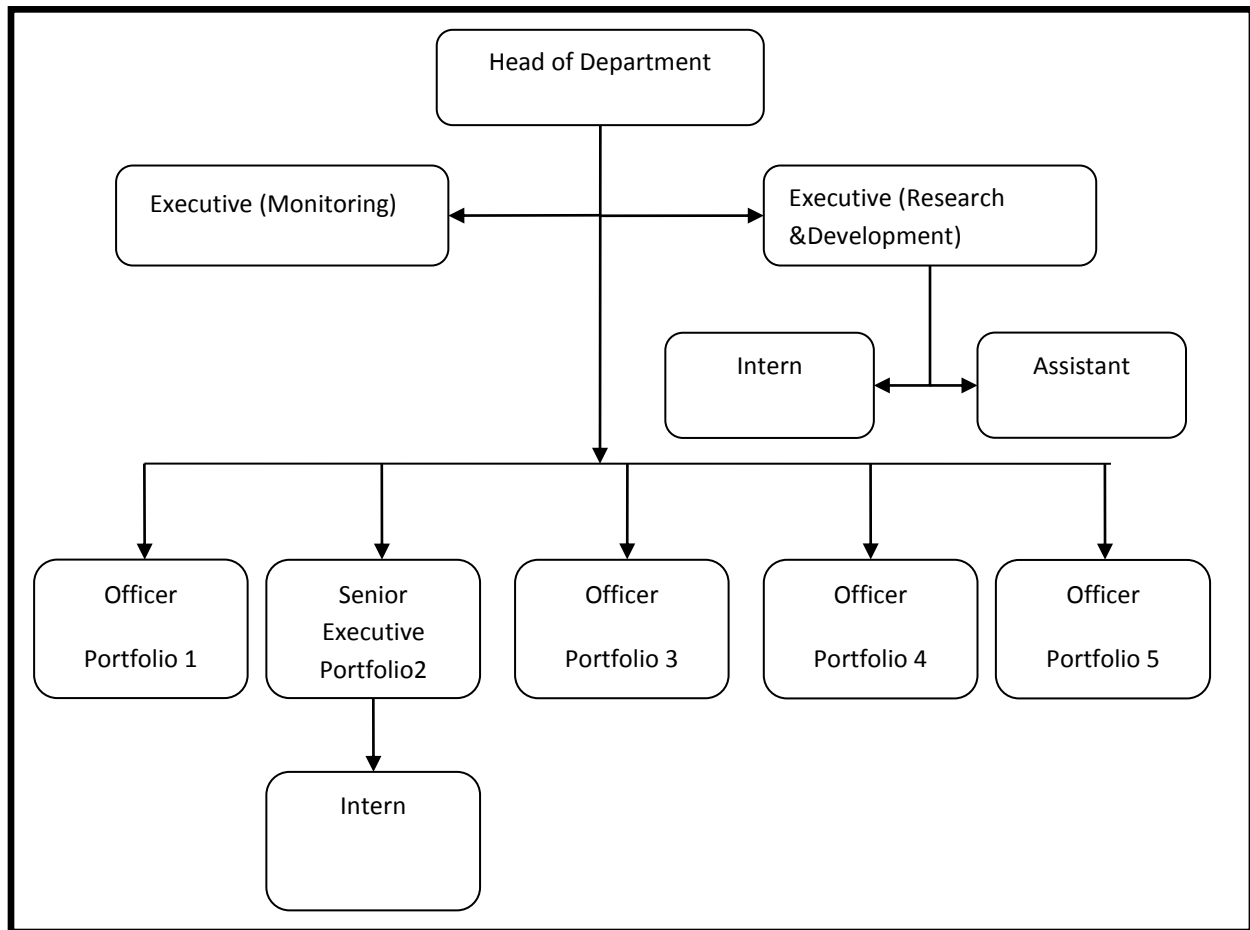 Head of Department
Executive (Monitoring)
Executive (Research
&Development)
Intern
Assistant
Officer
Portfolio 1
Senior
Executive
Portfolio2
Officer
Portfolio 3
Officer
Portfolio 4
Officer
Portfolio 5
Intern